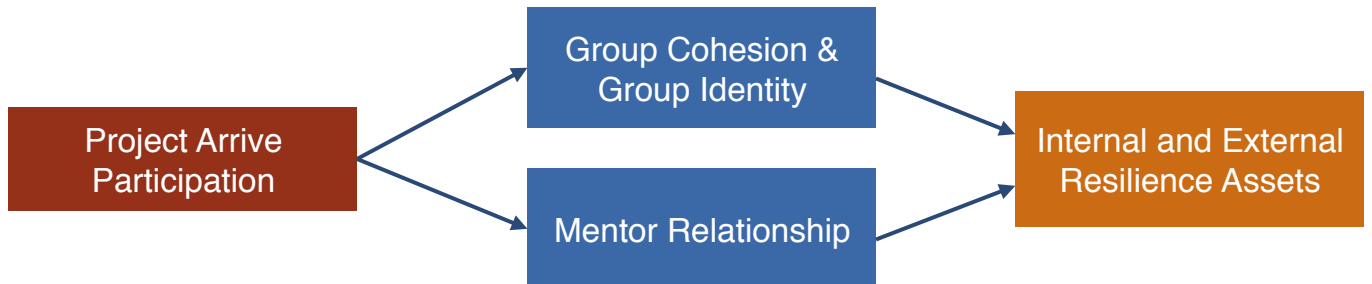 Project Arrive
Participation
Group Cohesion &
Group Identity
Mentor Relationship
Internal and External
Resilience Assets